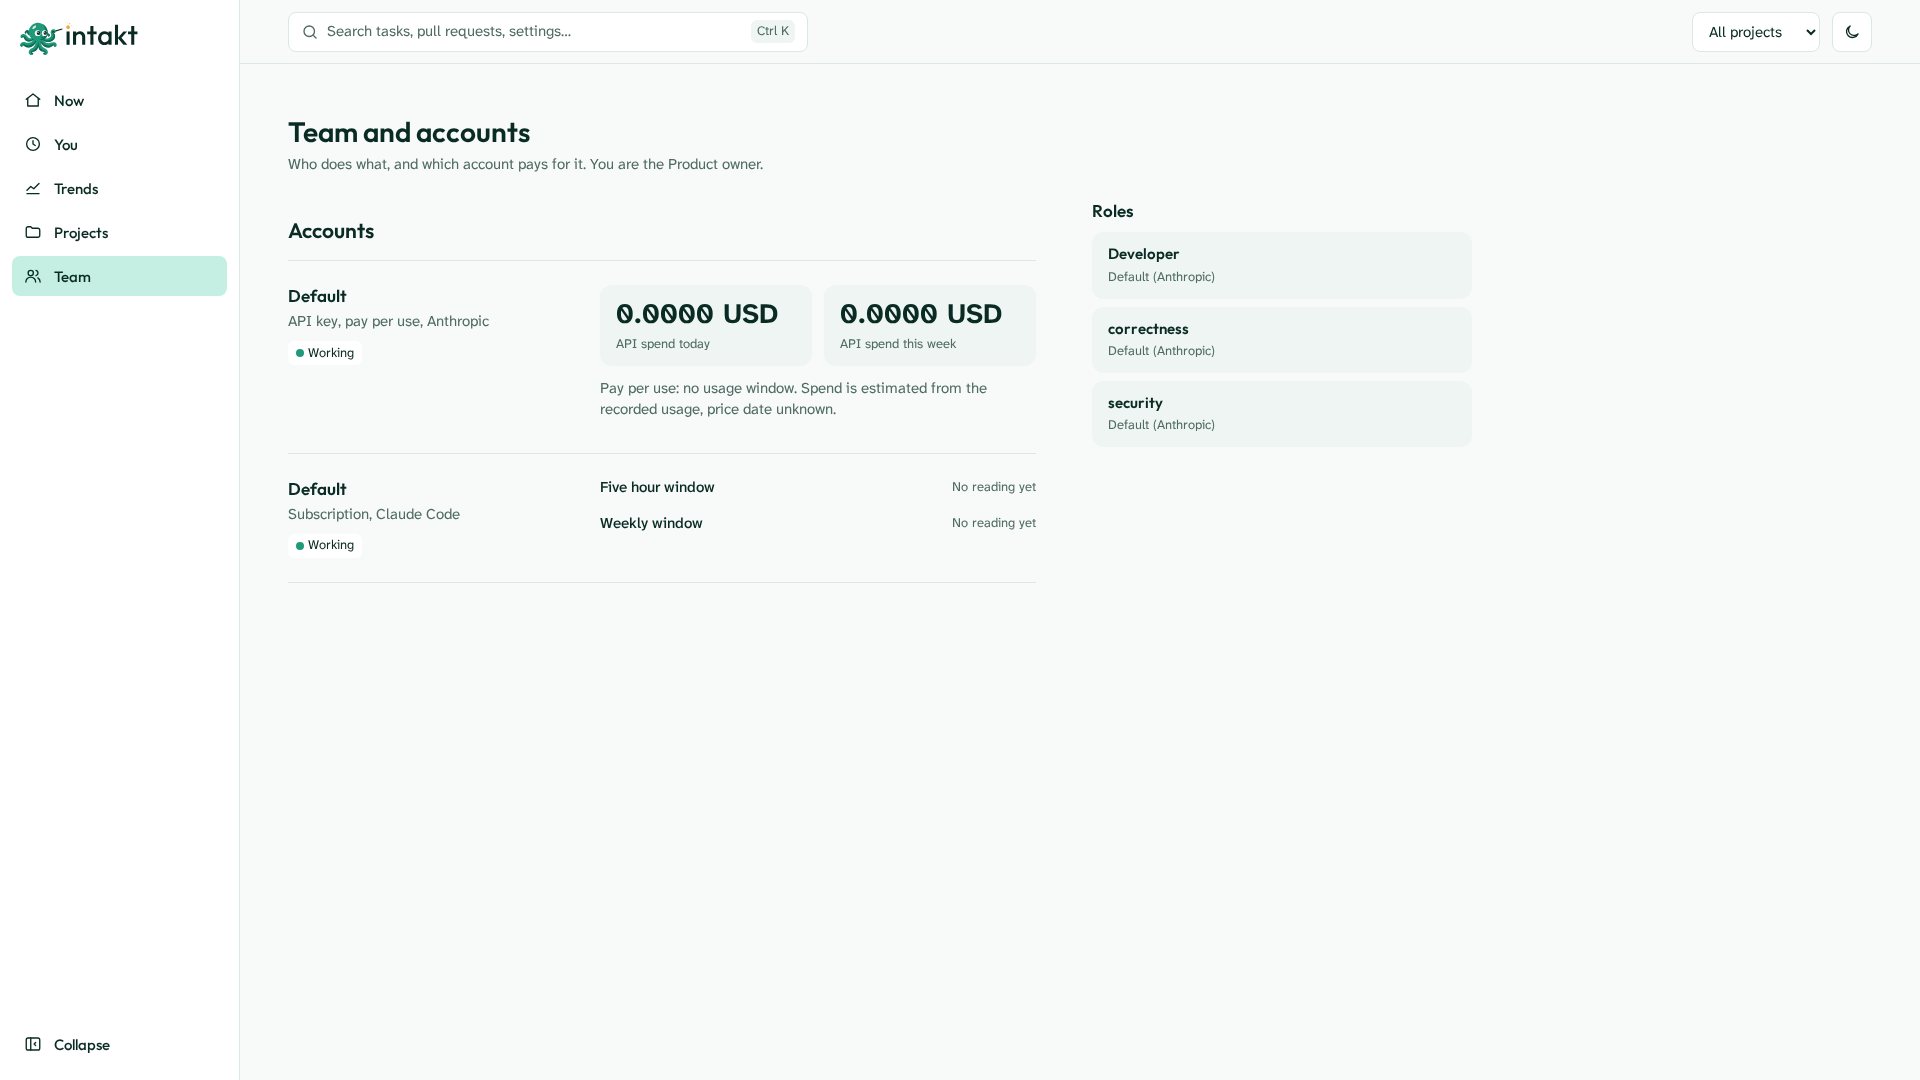 intakt
Search tasks, pull requests, settings...
Ctrl K
All projects
Now
You
Trends
Projects
Team
Collapse
Team and accounts
Who does what, and which account pays for it. You are the Product owner.
Accounts
Default
API key, pay per use, Anthropic
Working
0.0000 USD
API spend today
0.0000 USD
API spend this week
Pay per use: no usage window. Spend is estimated from the
recorded usage, price date unknown.
Default
Subscription, Claude Code
Working
Five hour window
No reading yet
Weekly window
No reading yet
Roles
Developer
Default (Anthropic)
correctness
Default (Anthropic)
security
Default (Anthropic)